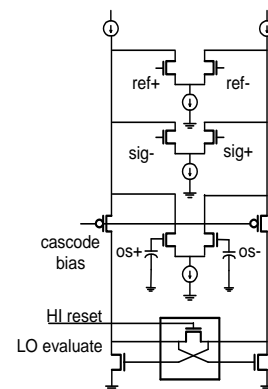 ref+ ref-
sig- sig+
cascode
bias
os+ os-
HI reset
LO evaluate